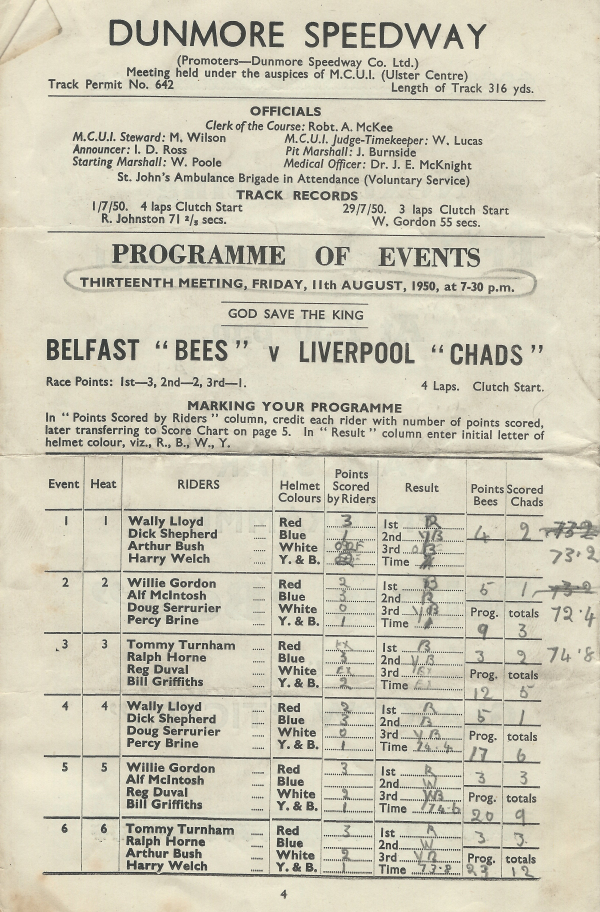 DUNMORE SPEEDWAY
(Promoters—Dunmore Speedway Co. Ltd.)
Meeting held under the auspices of M.C.U.I. (Ulster Centre)
Track Permit No. 642 Length of Track 316 yds.
OFFICIALS
Clerk of the Course: Robt. A. McKee
M.C.U.I. Steward: M. Wilson M.C.U.I. Judge-Timekeeper: W. Lucas
Announcer: I. D. Ross Pit Marshall: J. Burnside
Starting Marshall: W. Poole Medical Officer: Dr. J. E. McKnight
St. John's Ambulance Brigade in Attendance (Voluntary Service)
TRACK RECORDS
1/7/50. 4 laps Clutch Start 29/7/50. 3 laps Clutch Start
R. Johnston 71 2/5 secs. W. Gordon 55 secs.
PROGRAMME OF EVENTS
THIRTEENTH MEETING, FRIDAY, 11th AUGUST, 1950, at 7-30 p.m.
GOD SAVE THE KING
BELFAST "BEES" v LIVERPOOL "CHADS"
Race Points: 1st—3, 2nd—2, 3rd—1. 4 Laps. Clutch Start.
MARKING YOUR PROGRAMME
In "Points Scored by Riders" column, credit each rider with number of points scored,
later transferring to Score Chart on page 5. In "Result" column enter initial letter of
helmet colour, viz., R., B., W., Y.
Event Heat RIDERS Helmet Colours Points Scored by Riders Result Points Scored Bees Chads
1 1 Wally Lloyd Red 3 1st R 4 2
Dick Shepherd Blue 1 2nd YB
Arthur Bush White 3rd B 73.2
Harry Welch Y. & B. Time
2 2 Willie Gordon Red 2 1st B 5 1
Alf McIntosh Blue 3 2nd R
Doug Serrurier White 0 3rd YB Prog. totals 72.4
Percy Brine Y. & B. 1 Time 9 3
3 3 Tommy Turnham Red 1st B 3 2 74.8
Ralph Horne Blue 3 2nd YB
Reg Duval White 3rd Prog. totals
Bill Griffiths Y. & B. 2 Time 12 5
4 4 Wally Lloyd Red 2 1st R 5 1
Dick Shepherd Blue 3 2nd B
Doug Serrurier White 0 3rd YB Prog. totals
Percy Brine Y. & B. 1 Time 74.4 17 6
5 5 Willie Gordon Red 3 1st R 3 3
Alf McIntosh Blue 2nd W
Reg Duval White 2 3rd YB Prog. totals
Bill Griffiths Y. & B. 1 Time 74.6 20 9
6 6 Tommy Turnham Red 3 1st R 3 3
Ralph Horne Blue 2nd W
Arthur Bush White 2 3rd YB Prog. totals
Harry Welch Y. & B. 1 Time 73.8 23 12
4